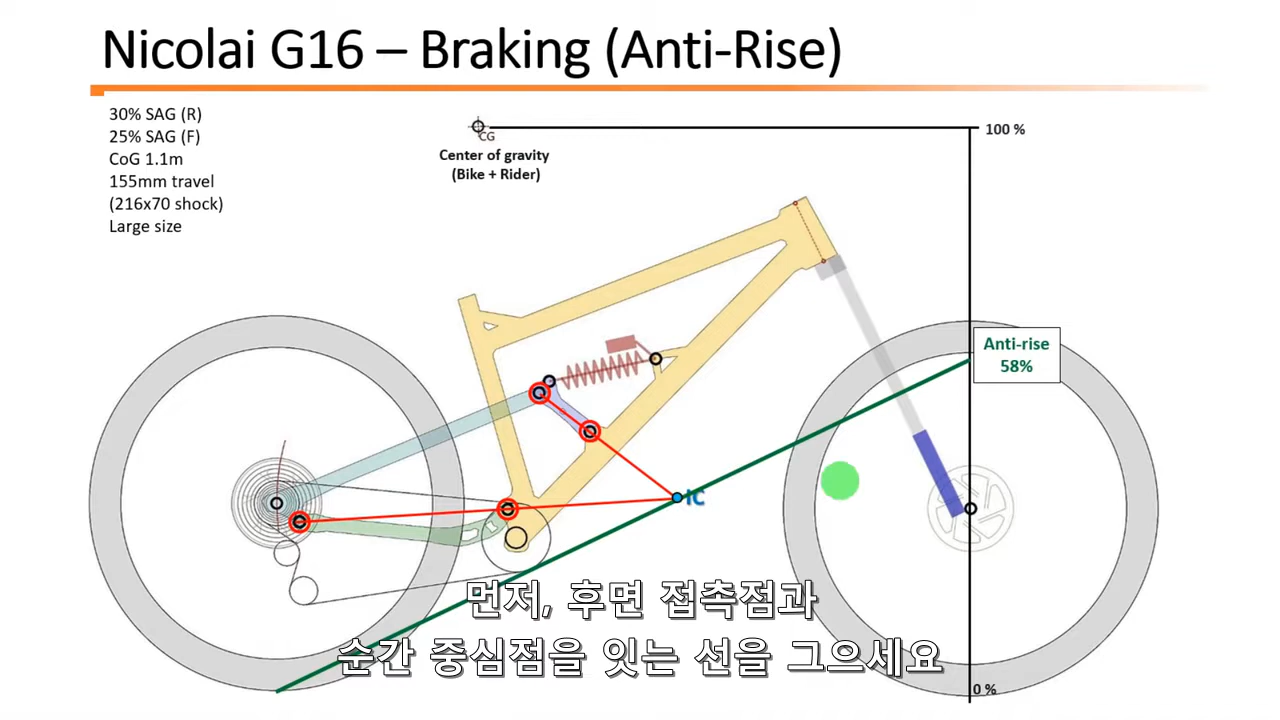 Nicolai G16 – Braking (Anti-Rise)
30% SAG (R)
25% SAG (F)
CoG 1.1m
155mm travel
(216x70 shock)
Large size
CG
Center of gravity
(Bike + Rider)
100 %
Anti-rise
58%
IC
먼저, 후면 접촉점과
순간 중심점을 잇는 선을 그으세요
0 %